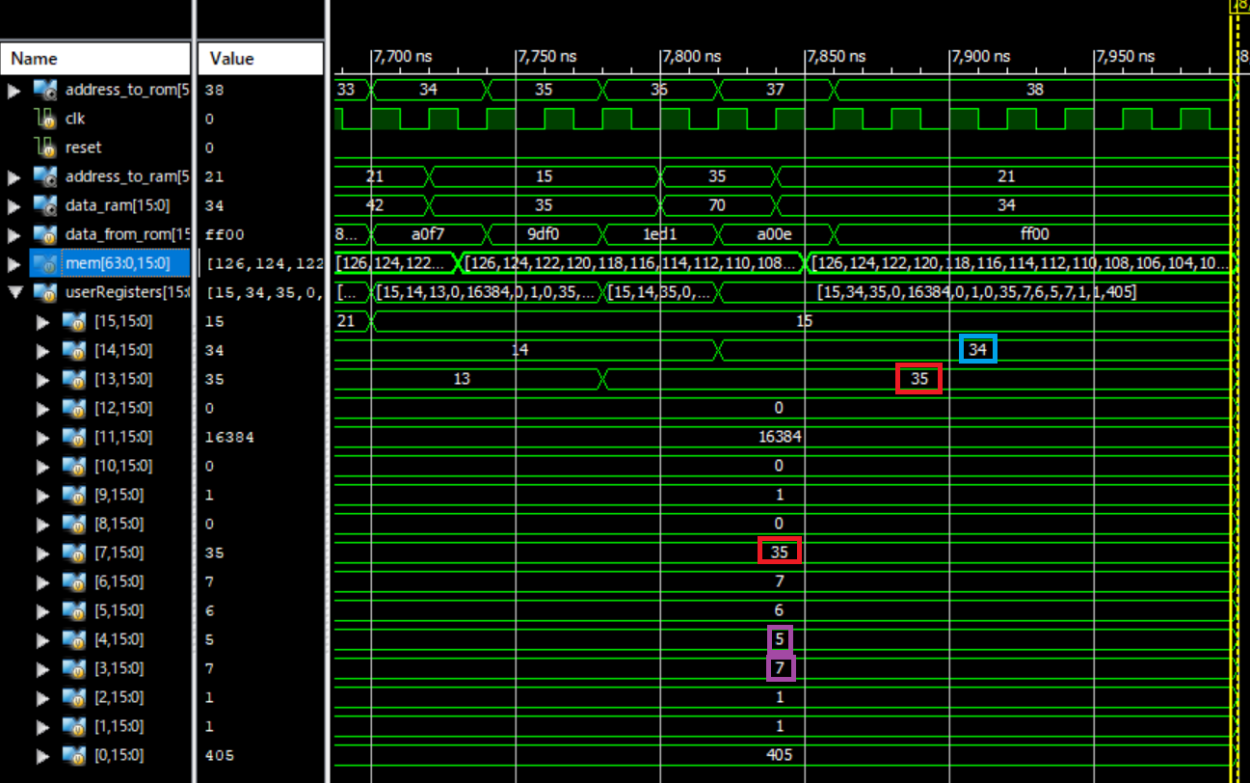 Name Value 7,700 ns 7,750 ns 7,800 ns 7,850 ns 7,900 ns 7,950 ns
address_to_rom[5 38 33 34 35 35 37 38
clk 0
reset 0
address_to_ram[5 21 21 15 35 21
data_ram[15:0] 34 42 35 70 34
data_from_rom[15 ff00 8... a0f7 9df0 1ed1 a00e ff00
mem[63:0,15:0] [126,124,122 [126,124,122... [126,124,122,120,118,116,114,112,110,108... [126,124,122,120,118,116,114,112,110,108,106,104,10...
userRegisters[15: [15,34,35,0, [... [15,14,13,0,16384,0,1,0,35,... [15,14,35,0,... [15,34,35,0,16384,0,1,0,35,7,6,5,7,1,1,405]
[15,15:0] 15 21 15
[14,15:0] 34 14 34
[13,15:0] 35 13 35
[12,15:0] 0 0
[11,15:0] 16384 16384
[10,15:0] 0 0
[9,15:0] 1 1
[8,15:0] 0 0
[7,15:0] 35 35
[6,15:0] 7 7
[5,15:0] 6 6
[4,15:0] 5 5
[3,15:0] 7 7
[2,15:0] 1 1
[1,15:0] 1 1
[0,15:0] 405 405